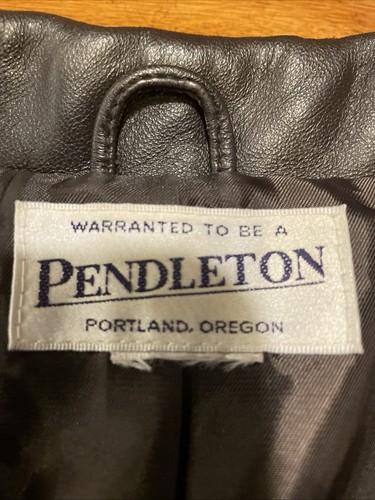 WARRANTED TO BE A
PENDLETON
PORTLAND, OREGON